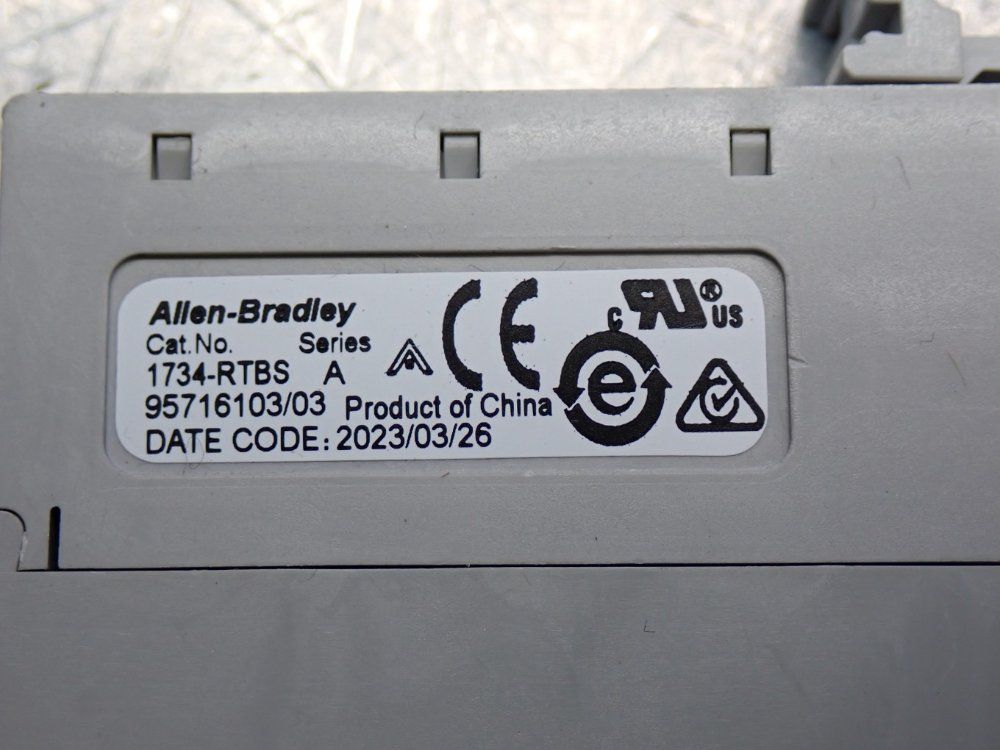 Allen-Bradley
Cat.No. Series
1734-RTBS A
95716103/03 Product of China
DATE CODE: 2023/03/26
CE
c RU® US
e